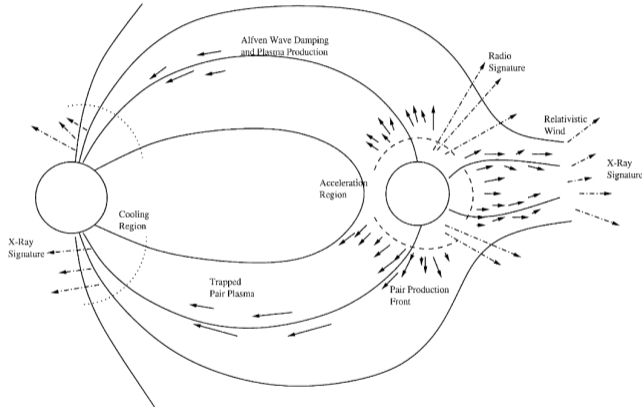 Alfven Wave Damping
and Plasma Production
Radio
Signature
Relativistic
Wind
X-Ray
Signature
Acceleration
Region
Cooling
Region
X-Ray
Signature
Trapped
Pair Plasma
Pair Production
Front